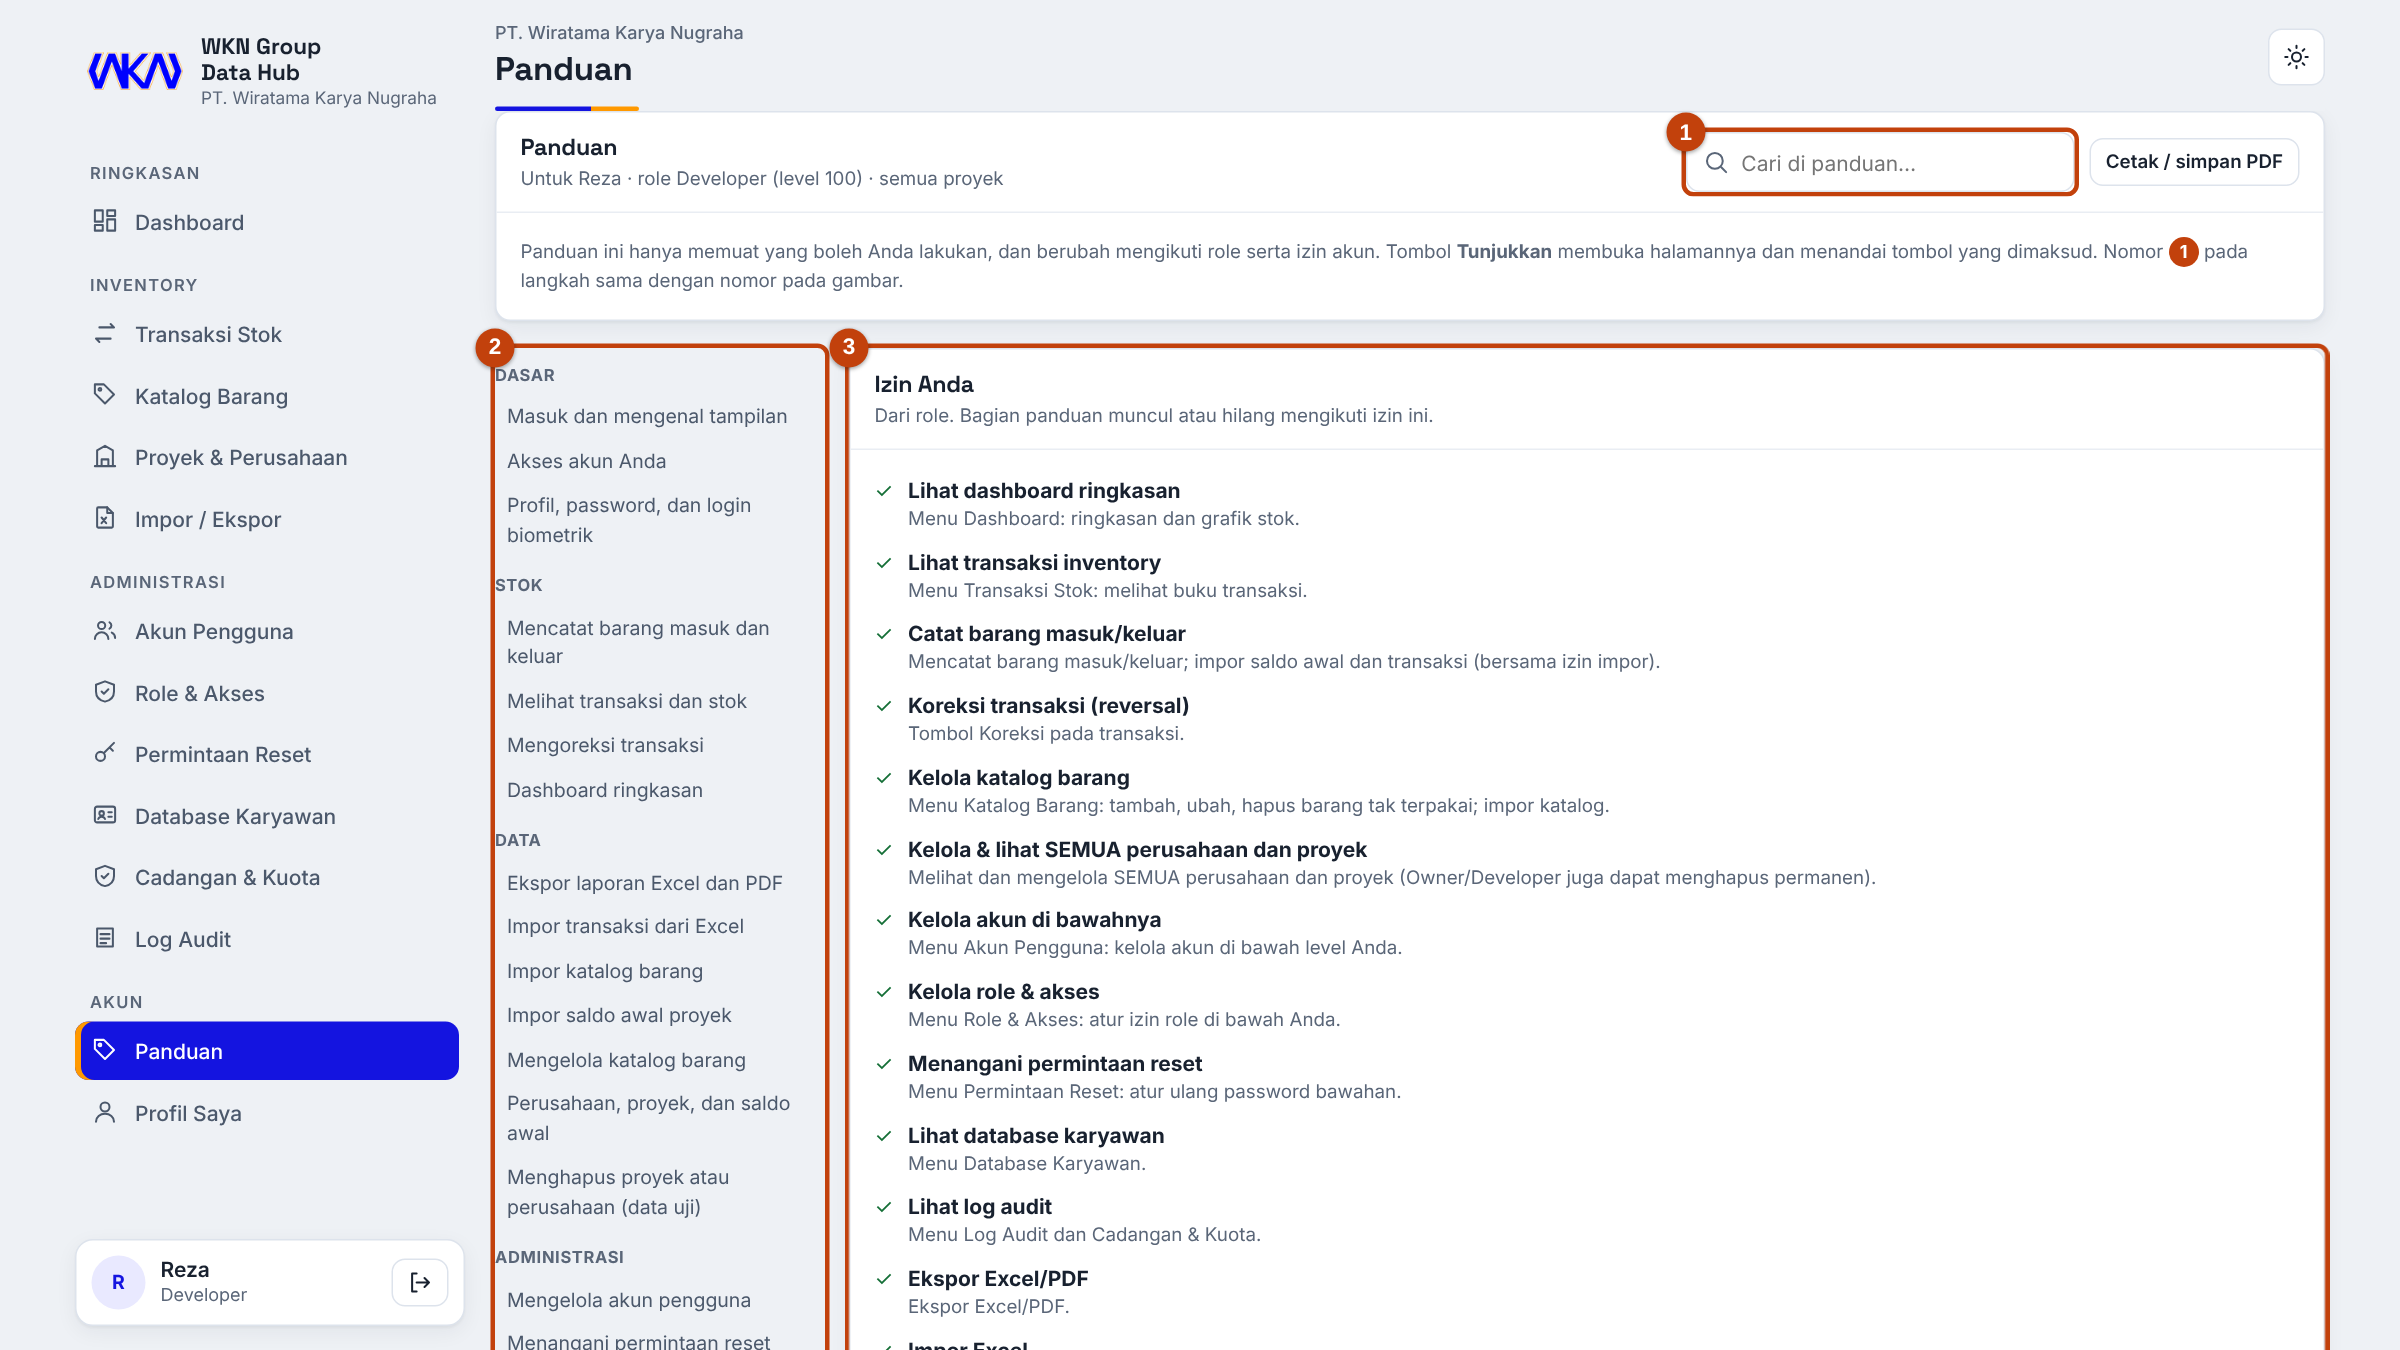 WKN Group
Data Hub
PT. Wiratama Karya Nugraha
RINGKASAN
Dashboard
INVENTORY
Transaksi Stok
Katalog Barang
Proyek & Perusahaan
Impor / Ekspor
ADMINISTRASI
Akun Pengguna
Role & Akses
Permintaan Reset
Database Karyawan
Cadangan & Kuota
Log Audit
AKUN
Panduan
Profil Saya
R
Reza
Developer
PT. Wiratama Karya Nugraha
Panduan
Panduan
Untuk Reza · role Developer (level 100) · semua proyek
1
Cari di panduan...
Cetak / simpan PDF
Panduan ini hanya memuat yang boleh Anda lakukan, dan berubah mengikuti role serta izin akun. Tombol Tunjukkan membuka halamannya dan menandai tombol yang dimaksud. Nomor 1 pada
langkah sama dengan nomor pada gambar.
2
DASAR
Masuk dan mengenal tampilan
Akses akun Anda
Profil, password, dan login
biometrik
STOK
Mencatat barang masuk dan
keluar
Melihat transaksi dan stok
Mengoreksi transaksi
Dashboard ringkasan
DATA
Ekspor laporan Excel dan PDF
Impor transaksi dari Excel
Impor katalog barang
Impor saldo awal proyek
Mengelola katalog barang
Perusahaan, proyek, dan saldo
awal
Menghapus proyek atau
perusahaan (data uji)
ADMINISTRASI
Mengelola akun pengguna
Menangani permintaan reset
3
Izin Anda
Dari role. Bagian panduan muncul atau hilang mengikuti izin ini.
Lihat dashboard ringkasan
Menu Dashboard: ringkasan dan grafik stok.
Lihat transaksi inventory
Menu Transaksi Stok: melihat buku transaksi.
Catat barang masuk/keluar
Mencatat barang masuk/keluar; impor saldo awal dan transaksi (bersama izin impor).
Koreksi transaksi (reversal)
Tombol Koreksi pada transaksi.
Kelola katalog barang
Menu Katalog Barang: tambah, ubah, hapus barang tak terpakai; impor katalog.
Kelola & lihat SEMUA perusahaan dan proyek
Melihat dan mengelola SEMUA perusahaan dan proyek (Owner/Developer juga dapat menghapus permanen).
Kelola akun di bawahnya
Menu Akun Pengguna: kelola akun di bawah level Anda.
Kelola role & akses
Menu Role & Akses: atur izin role di bawah Anda.
Menangani permintaan reset
Menu Permintaan Reset: atur ulang password bawahan.
Lihat database karyawan
Menu Database Karyawan.
Lihat log audit
Menu Log Audit dan Cadangan & Kuota.
Ekspor Excel/PDF
Ekspor Excel/PDF.
Impor Excel